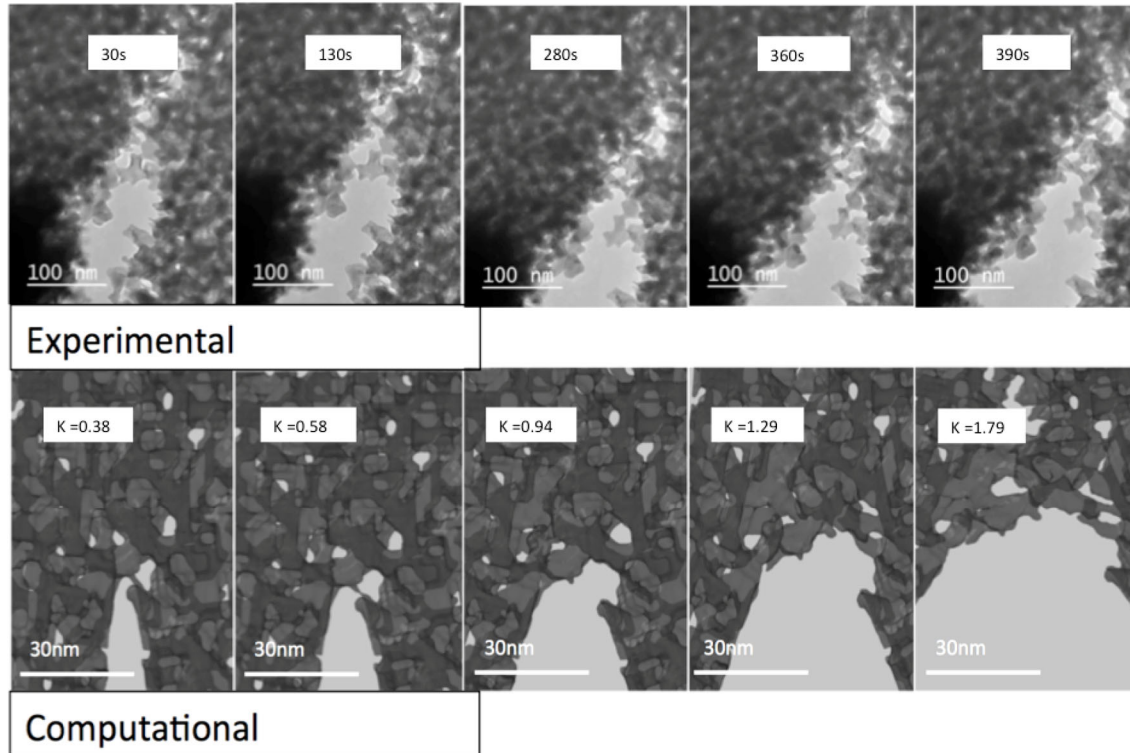 30s
130s
280s
360s
390s
100 nm
100 nm
100 nm
100 nm
100 nm
Experimental
K =0.38
K =0.58
K =0.94
K =1.29
K =1.79
30nm
30nm
30nm
30nm
30nm
Computational